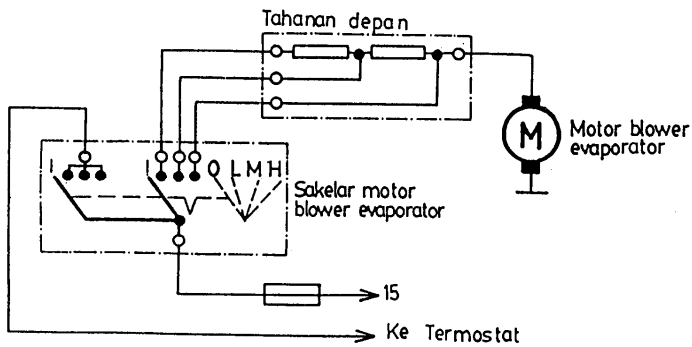 Tahanan depan
M
Motor blower
evaporator
O L M H
Sakelar motor
blower evaporator
15
Ke Termostat